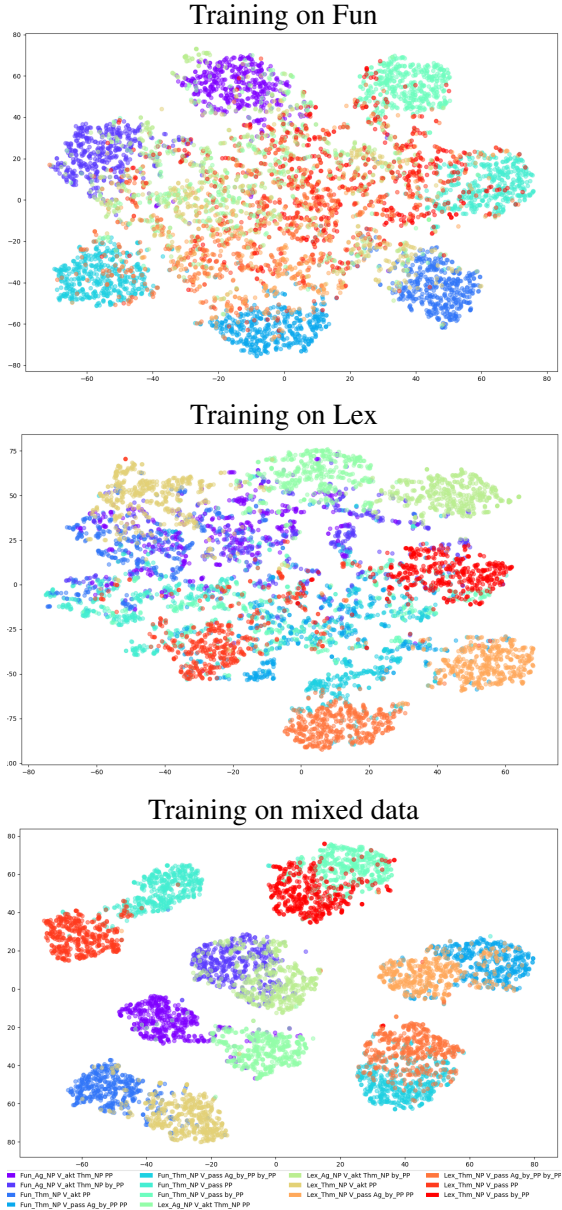 Training on Fun
80
60
40
20
0
−20
−40
−60
−80
−60 −40 −20 0 20 40 60 80
Training on Lex
75
50
25
0
−25
−50
−75
.00
−80 −60 −40 −20 0 20 40 60
Training on mixed data
80
60
40
20
0
20
40
60
80
−60 −40 −20 0 20 40 60 80
Fun_Ag_NP V_akt Thm_NP PP Fun_Thm_NP V_pass Ag_by_PP by_PP Lex_Ag_NP V_akt Thm_NP by_PP Lex_Thm_NP V_pass Ag_by_PP by_PP
Fun_Ag_NP V_akt Thm_NP by_PP Fun_Thm_NP V_pass PP Lex_Thm_NP V_akt PP Lex_Thm_NP V_pass PP
Fun_Thm_NP V_akt PP Fun_Thm_NP V_pass by_PP Lex_Thm_NP V_pass Ag_by_PP PP Lex_Thm_NP V_pass by_PP
Fun_Thm_NP V_pass Ag_by_PP PP Lex_Ag_NP V_akt Thm_NP PP